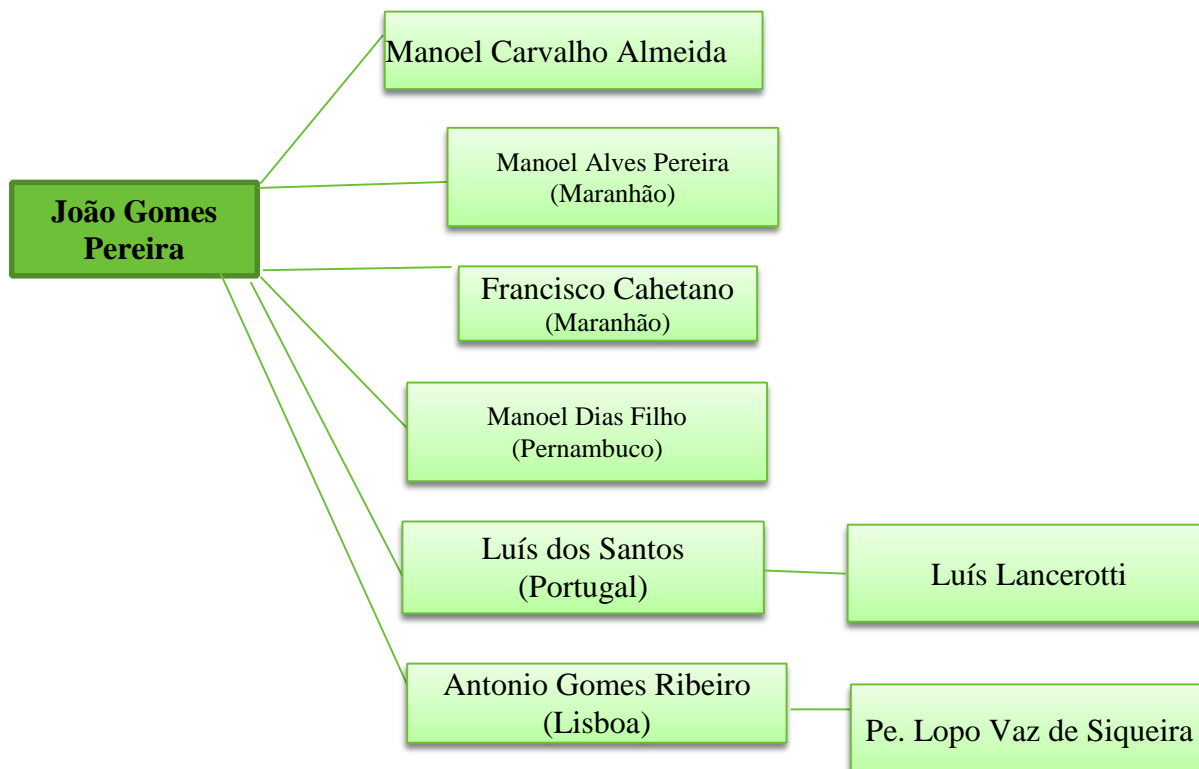 Manoel Carvalho Almeida
Manoel Alves Pereira
(Maranhão)
João Gomes
Pereira
Francisco Cahetano
(Maranhão)
Manoel Dias Filho
(Pernambuco)
Luís dos Santos
(Portugal)
Luís Lancerotti
Antonio Gomes Ribeiro
(Lisboa)
Pe. Lopo Vaz de Siqueira